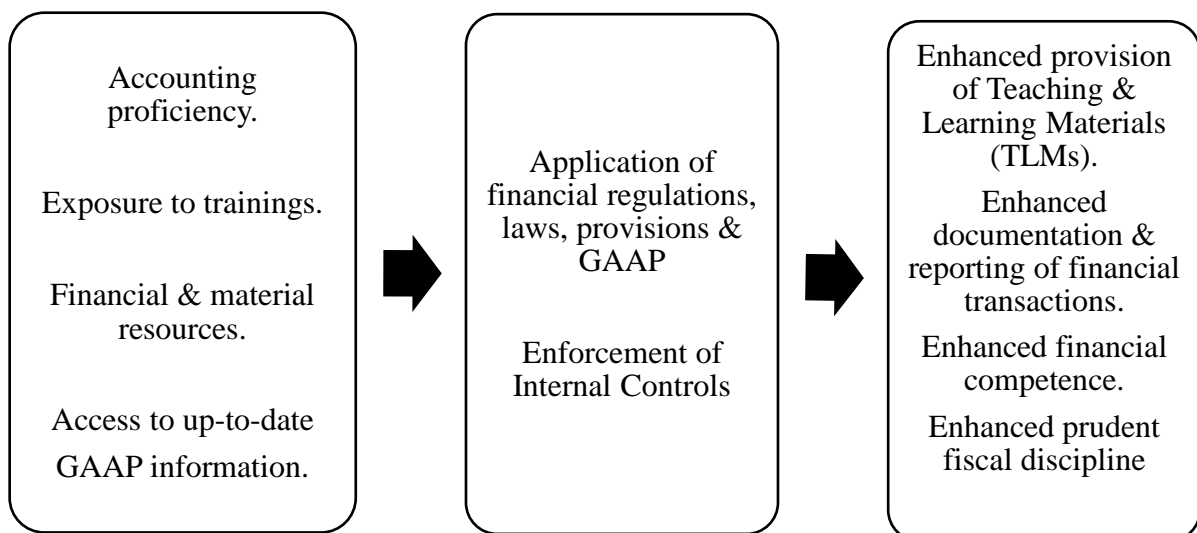 Accounting
proficiency.
Exposure to trainings.
Financial & material
resources.
Access to up-to-date
GAAP information.
Application of
financial regulations,
laws, provisions &
GAAP
Enforcement of
Internal Controls
Enhanced provision
of Teaching &
Learning Materials
(TLMs).
Enhanced
documentation &
reporting of financial
transactions.
Enhanced financial
competence.
Enhanced prudent
fiscal discipline